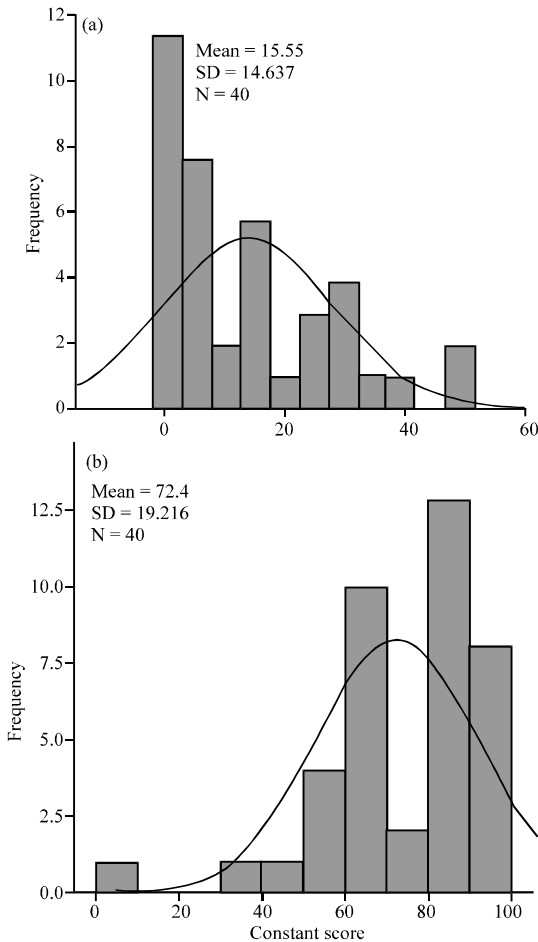 (a)
Mean = 15.55
SD = 14.637
N = 40
12
10
8
6
4
2
0
Frequency
0 20 40 60
(b)
Mean = 72.4
SD = 19.216
N = 40
12.5
10.0
7.5
5.0
2.5
0.0
Frequency
0 20 40 60 80 100
Constant score